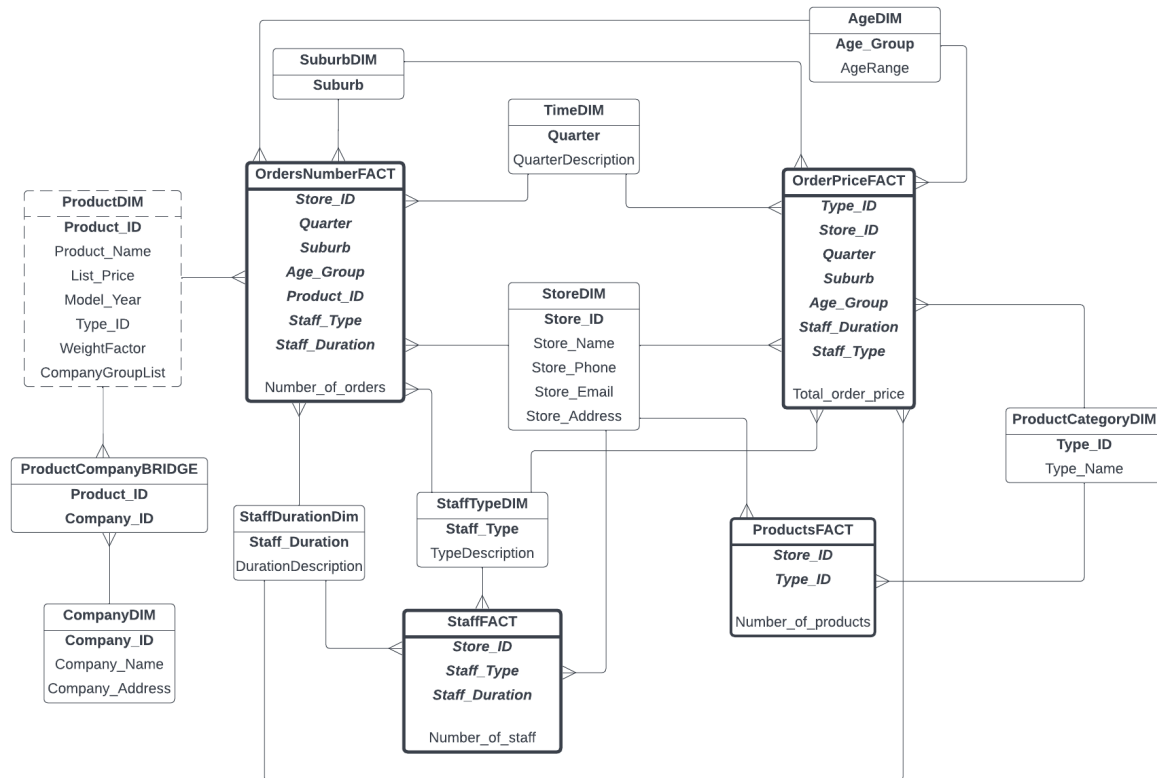 AgeDIM
Age_Group
AgeRange
SuburbDIM
Suburb
TimeDIM
Quarter
QuarterDescription
OrdersNumberFACT
Store_ID
Quarter
Suburb
Age_Group
Product_ID
Staff_Type
Staff_Duration
Number_of_orders
OrderPriceFACT
Type_ID
Store_ID
Quarter
Suburb
Age_Group
Staff_Duration
Staff_Type
Total_order_price
ProductDIM
Product_ID
Product_Name
List_Price
Model_Year
Type_ID
WeightFactor
CompanyGroupList
StoreDIM
Store_ID
Store_Name
Store_Phone
Store_Email
Store_Address
ProductCategoryDIM
Type_ID
Type_Name
ProductCompanyBRIDGE
Product_ID
Company_ID
StaffDurationDim
Staff_Duration
DurationDescription
StaffTypeDIM
Staff_Type
TypeDescription
ProductsFACT
Store_ID
Type_ID
Number_of_products
CompanyDIM
Company_ID
Company_Name
Company_Address
StaffFACT
Store_ID
Staff_Type
Staff_Duration
Number_of_staff